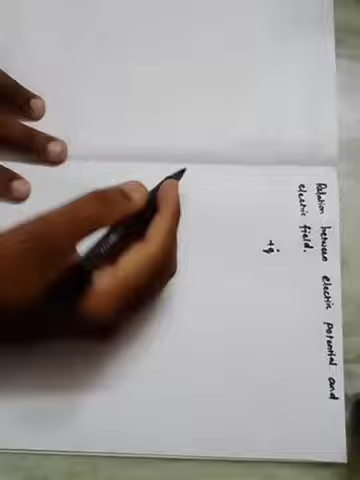 Relation between electric potential and
electric field.
+q